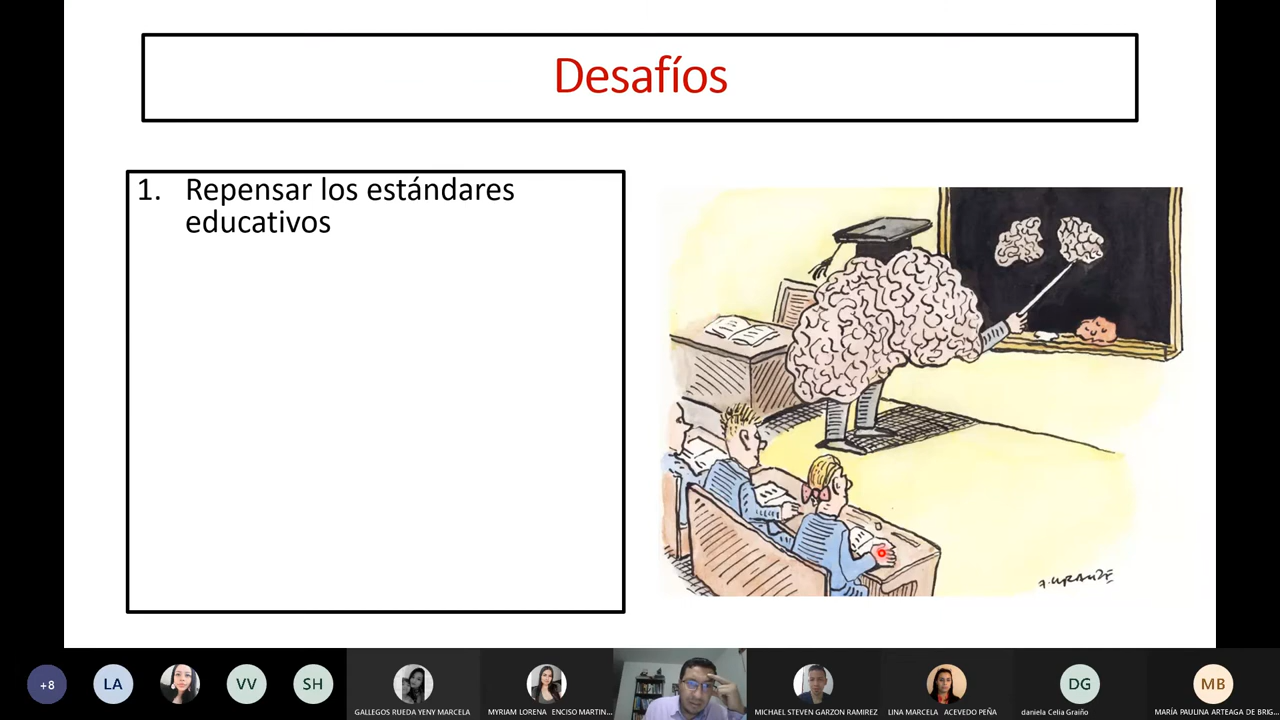 Desafíos
1. Repensar los estándares
educativos
+8
LA
VV
SH
GALLEGOS RUEDA YENY MARCELA
MYRIAM LORENA ENCISO MARTIN...
MICHAEL STEVEN GARZON RAMIREZ
LINA MARCELA ACEVEDO PEÑA
DG
daniela Celia Graiño
MB
MARÍA PAULINA ARTEAGA DE BRIG...